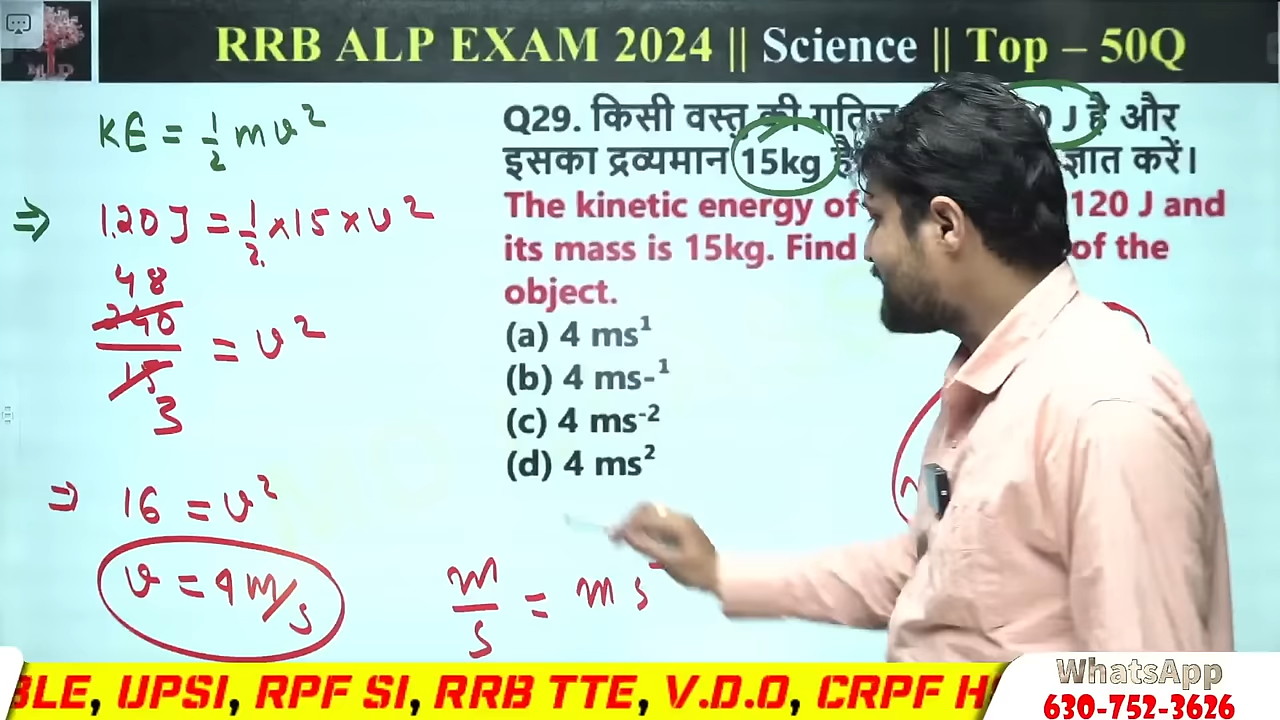 RRB ALP EXAM 2024 || Science || Top – 50Q
KE = 1/2 mv²
⇒ 120J = 1/2 × 15 × v²
48
240
15
3
= v²
⇒ 16 = v²
v = 4m/s
m/s = ms
Q29. किसी वस्तु की J है और
इसका द्रव्यमान 15kg ज्ञात करें।
The kinetic energy of 120 J and
its mass is 15kg. Find of the
object.
(a) 4 ms¹
(b) 4 ms-¹
(c) 4 ms⁻²
(d) 4 ms²
BLE, UPSI, RPF SI, RRB TTE, V.D.O, CRPF H
WhatsApp
630-752-3626